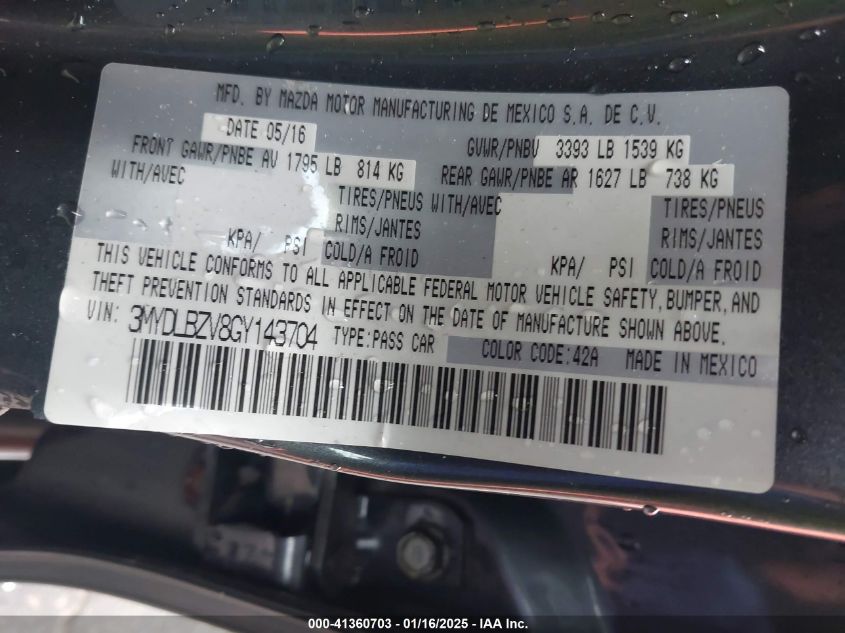 MFD. BY MAZDA MOTOR MANUFACTURING DE MEXICO S.A. DE C.V.
DATE 05/16 GVWR/PNBV 3393 LB 1539 KG
FRONT GAWR/PNBE AV 1795 LB 814 KG REAR GAWR/PNBE AR 1627 LB 738 KG
WITH/AVEC TIRES/PNEUS WITH/AVEC TIRES/PNEUS
RIMS/JANTES RIMS/JANTES
KPA/ PSI COLD/A FROID KPA/ PSI COLD/A FROID
THIS VEHICLE CONFORMS TO ALL APPLICABLE FEDERAL MOTOR VEHICLE SAFETY, BUMPER, AND
THEFT PREVENTION STANDARDS IN EFFECT ON THE DATE OF MANUFACTURE SHOWN ABOVE.
VIN: 3MYDLBZV8GY143704 TYPE:PASS CAR COLOR CODE:42A MADE IN MEXICO
000-41360703 - 01/16/2025 - IAA Inc.